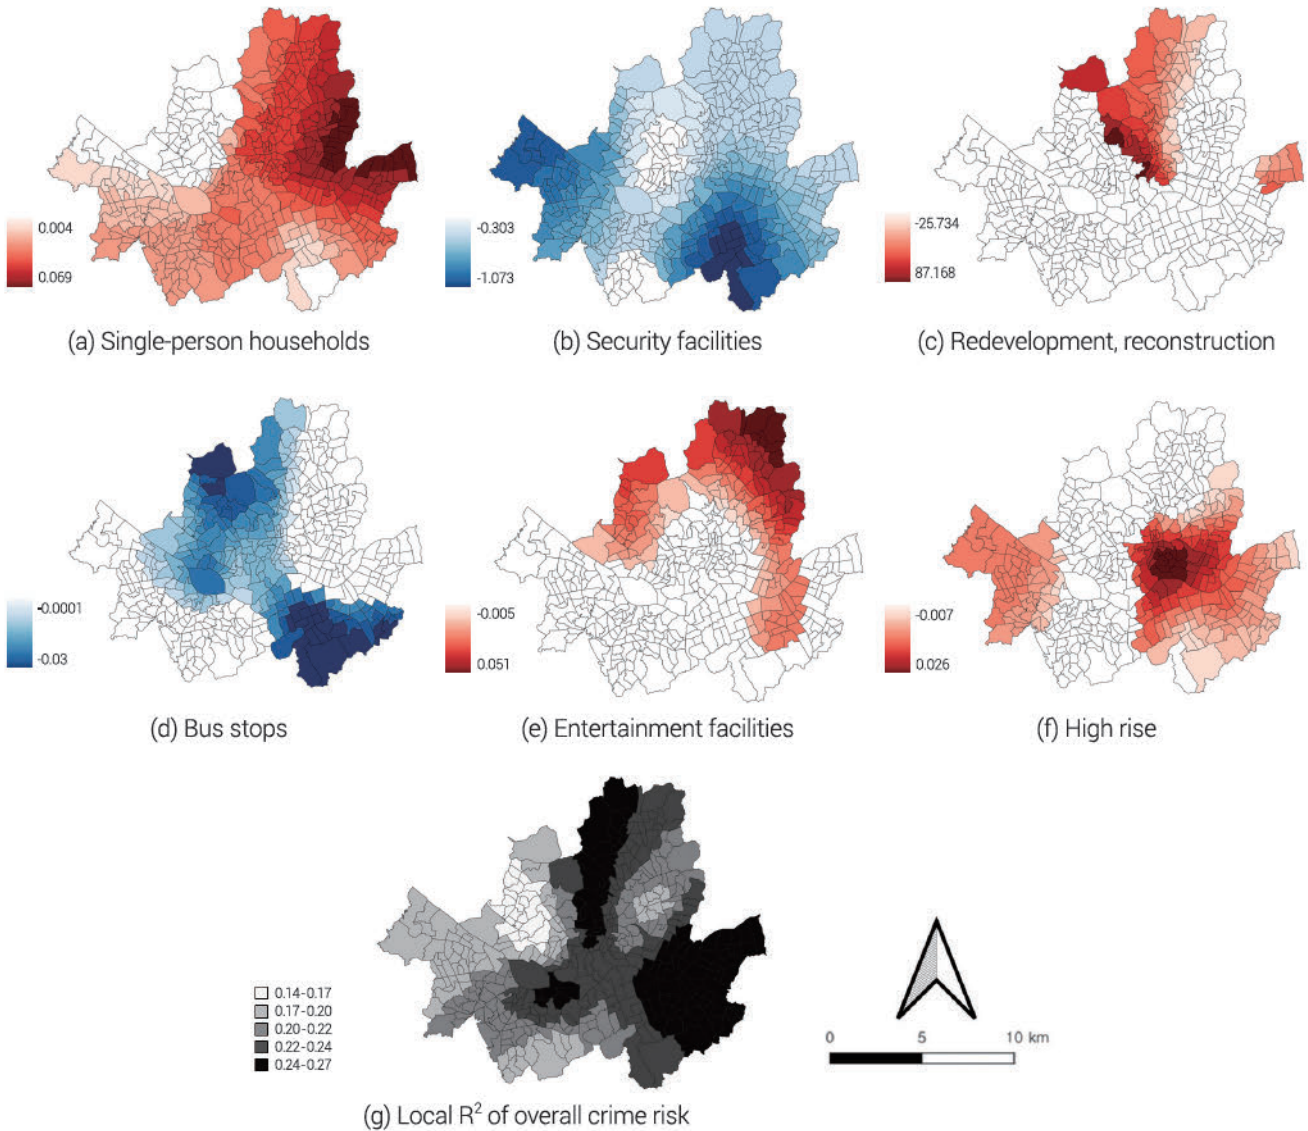 0.004
0.069
(a) Single-person households
-0.303
-1.073
(b) Security facilities
-25.734
87.168
(c) Redevelopment, reconstruction
-0.0001
-0.03
(d) Bus stops
-0.005
0.051
(e) Entertainment facilities
-0.007
0.026
(f) High rise
0.14-0.17
0.17-0.20
0.20-0.22
0.22-0.24
0.24-0.27
0 5 10 km
(g) Local R² of overall crime risk